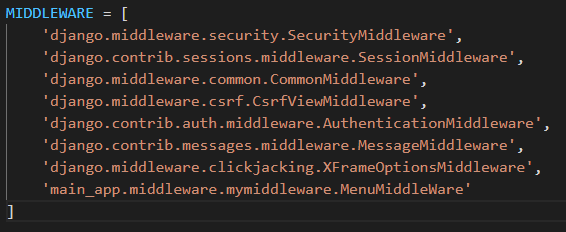 MIDDLEWARE = [
    'django.middleware.security.SecurityMiddleware',
    'django.contrib.sessions.middleware.SessionMiddleware',
    'django.middleware.common.CommonMiddleware',
    'django.middleware.csrf.CsrfViewMiddleware',
    'django.contrib.auth.middleware.AuthenticationMiddleware',
    'django.contrib.messages.middleware.MessageMiddleware',
    'django.middleware.clickjacking.XFrameOptionsMiddleware',
    'main_app.middleware.mymiddleware.MenuMiddleWare'
]